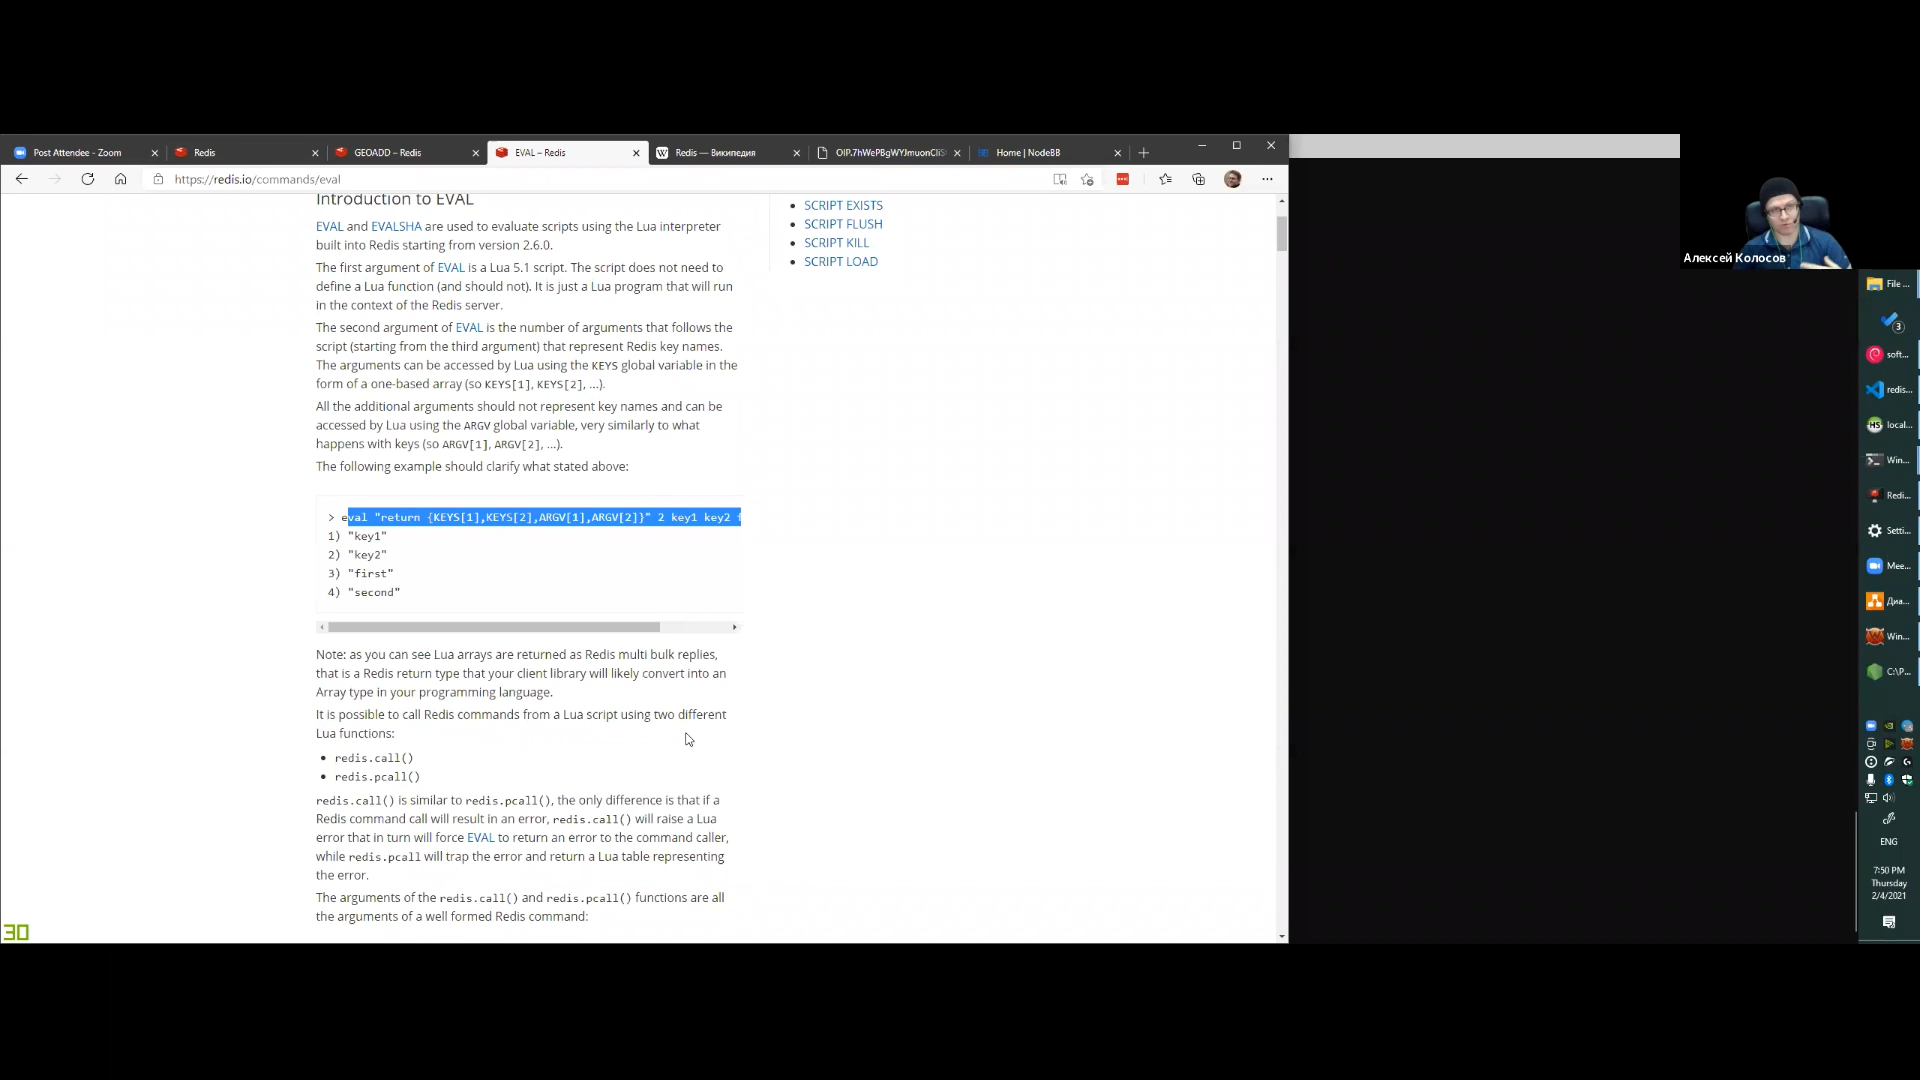 Post Attendee - Zoom
Redis
GEOADD – Redis
EVAL – Redis
Redis — Википедия
Home | NodeBB
https://redis.io/commands/eval
Introduction to EVAL
EVAL and EVALSHA are used to evaluate scripts using the Lua interpreter
built into Redis starting from version 2.6.0.
The first argument of EVAL is a Lua 5.1 script. The script does not need to
define a Lua function (and should not). It is just a Lua program that will run
in the context of the Redis server.
The second argument of EVAL is the number of arguments that follows the
script (starting from the third argument) that represent Redis key names.
The arguments can be accessed by Lua using the KEYS global variable in the
form of a one-based array (so KEYS[1], KEYS[2], ...).
All the additional arguments should not represent key names and can be
accessed by Lua using the ARGV global variable, very similarly to what
happens with keys (so ARGV[1], ARGV[2], ...).
The following example should clarify what stated above:
> eval "return {KEYS[1],KEYS[2],ARGV[1],ARGV[2]}" 2 key1 key2 f
1) "key1"
2) "key2"
3) "first"
4) "second"
Note: as you can see Lua arrays are returned as Redis multi bulk replies,
that is a Redis return type that your client library will likely convert into an
Array type in your programming language.
It is possible to call Redis commands from a Lua script using two different
Lua functions:
• redis.call()
• redis.pcall()
redis.call() is similar to redis.pcall(), the only difference is that if a
Redis command call will result in an error, redis.call() will raise a Lua
error that in turn will force EVAL to return an error to the command caller,
while redis.pcall will trap the error and return a Lua table representing
the error.
The arguments of the redis.call() and redis.pcall() functions are all
the arguments of a well formed Redis command:
• SCRIPT EXISTS
• SCRIPT FLUSH
• SCRIPT KILL
• SCRIPT LOAD
Алексей Колосов
File ...
3
soft...
redis...
HS local...
Win...
Redi...
Setti...
Mee...
Диа...
Win...
C:\P...
ENG
7:50 PM
Thursday
2/4/2021
30